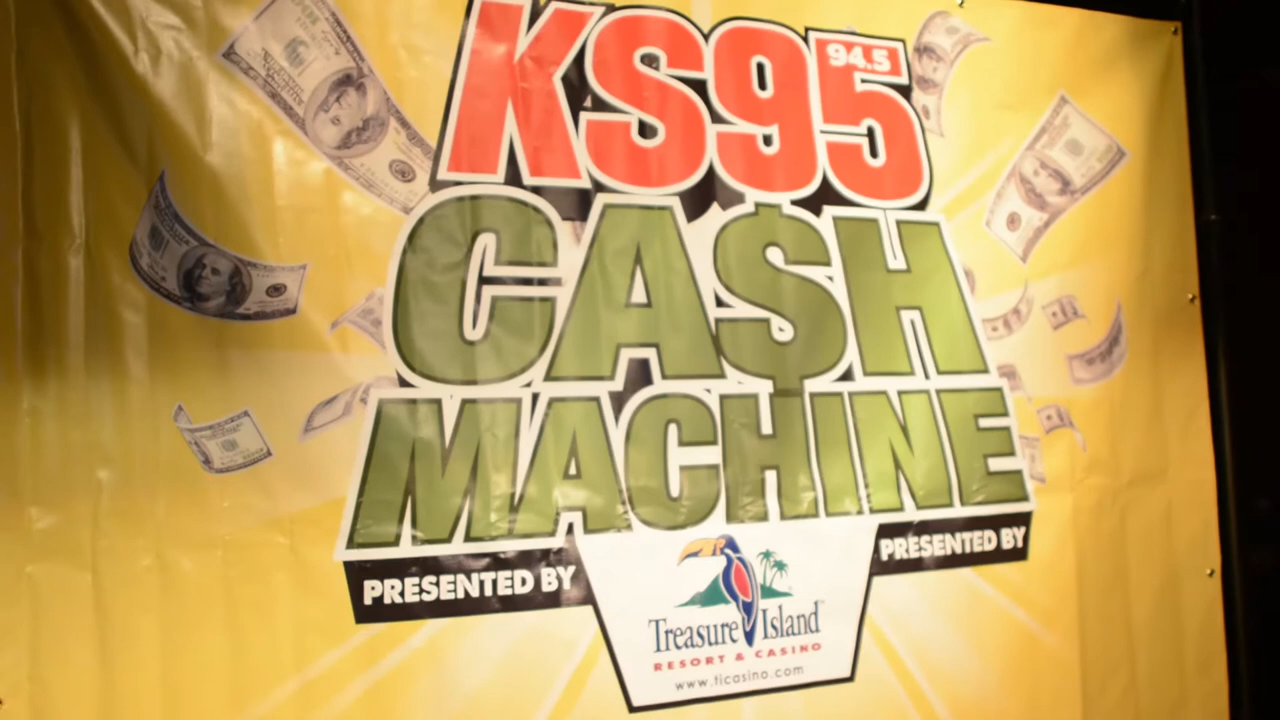 KS95
94.5
CA$H
MACHINE
PRESENTED BY
PRESENTED BY
Treasure Island
RESORT & CASINO
www.ticasino.com